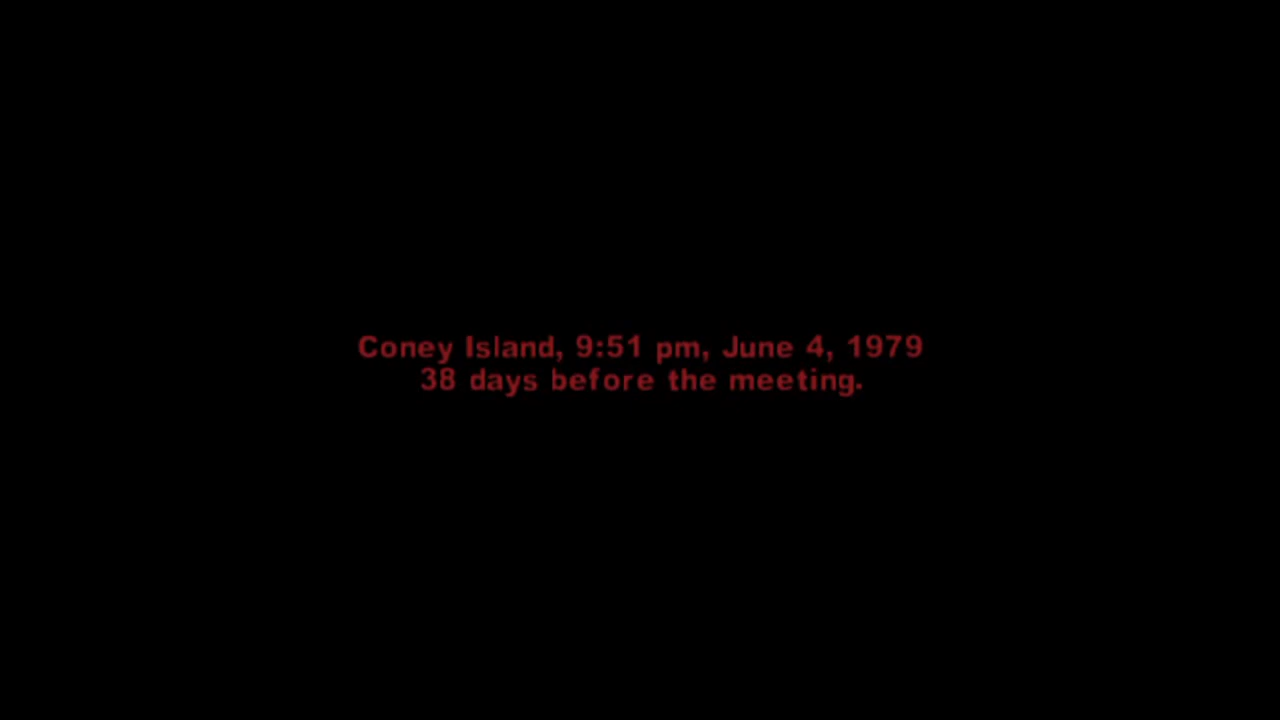 Coney Island, 9:51 pm, June 4, 1979
38 days before the meeting.